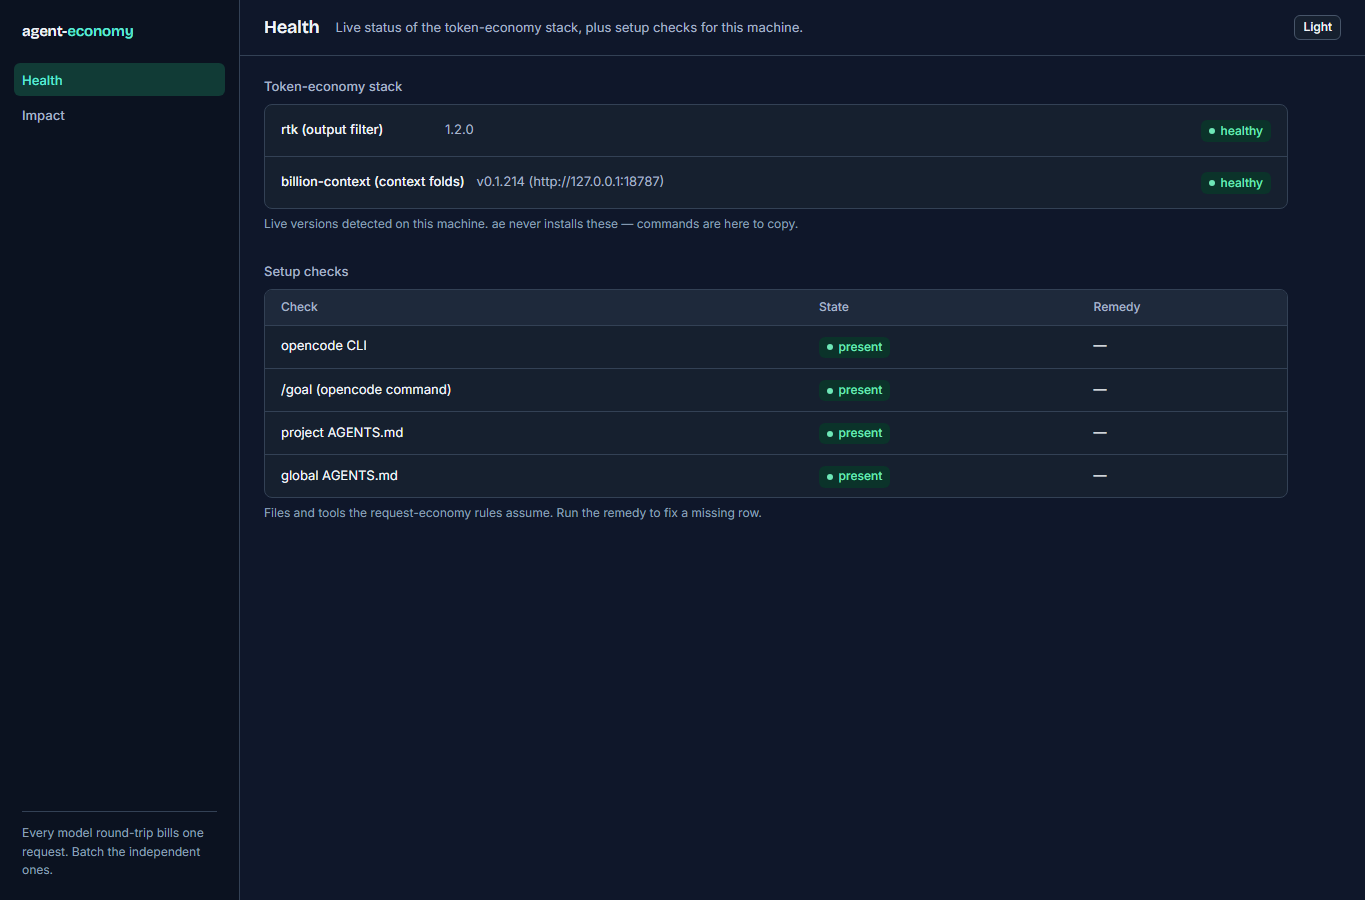 agent-economy
Health
Impact
Every model round-trip bills one
request. Batch the independent
ones.
Health Live status of the token-economy stack, plus setup checks for this machine. Light
Token-economy stack
rtk (output filter) 1.2.0 healthy
billion-context (context folds) v0.1.214 (http://127.0.0.1:18787) healthy
Live versions detected on this machine. ae never installs these — commands are here to copy.
Setup checks
Check State Remedy
opencode CLI present —
/goal (opencode command) present —
project AGENTS.md present —
global AGENTS.md present —
Files and tools the request-economy rules assume. Run the remedy to fix a missing row.